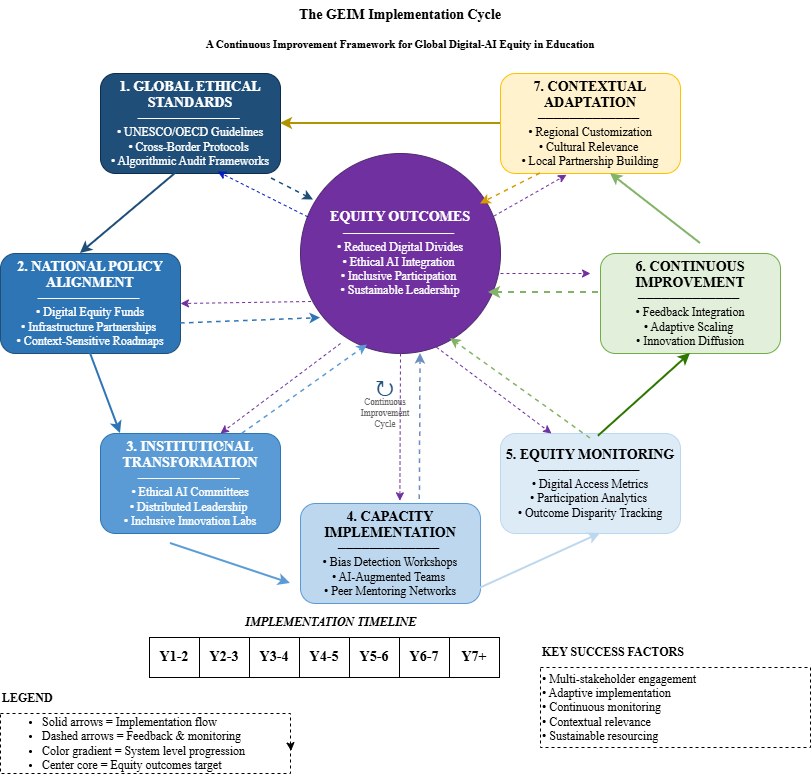 The GEIM Implementation Cycle
A Continuous Improvement Framework for Global Digital-AI Equity in Education
1. GLOBAL ETHICAL
STANDARDS
• UNESCO/OECD Guidelines
• Cross-Border Protocols
• Algorithmic Audit Frameworks
7. CONTEXTUAL
ADAPTATION
• Regional Customization
• Cultural Relevance
• Local Partnership Building
EQUITY OUTCOMES
• Reduced Digital Divides
• Ethical AI Integration
• Inclusive Participation
• Sustainable Leadership
2. NATIONAL POLICY
ALIGNMENT
• Digital Equity Funds
• Infrastructure Partnerships
• Context-Sensitive Roadmaps
6. CONTINUOUS
IMPROVEMENT
• Feedback Integration
• Adaptive Scaling
• Innovation Diffusion
↻
Continuous
Improvement
Cycle
3. INSTITUTIONAL
TRANSFORMATION
• Ethical AI Committees
• Distributed Leadership
• Inclusive Innovation Labs
4. CAPACITY
IMPLEMENTATION
• Bias Detection Workshops
• AI-Augmented Teams
• Peer Mentoring Networks
5. EQUITY MONITORING
• Digital Access Metrics
• Participation Analytics
• Outcome Disparity Tracking
IMPLEMENTATION TIMELINE
Y1-2 Y2-3 Y3-4 Y4-5 Y5-6 Y6-7 Y7+
KEY SUCCESS FACTORS
• Multi-stakeholder engagement
• Adaptive implementation
• Continuous monitoring
• Contextual relevance
• Sustainable resourcing
LEGEND
• Solid arrows = Implementation flow
• Dashed arrows = Feedback & monitoring
• Color gradient = System level progression
• Center core = Equity outcomes target